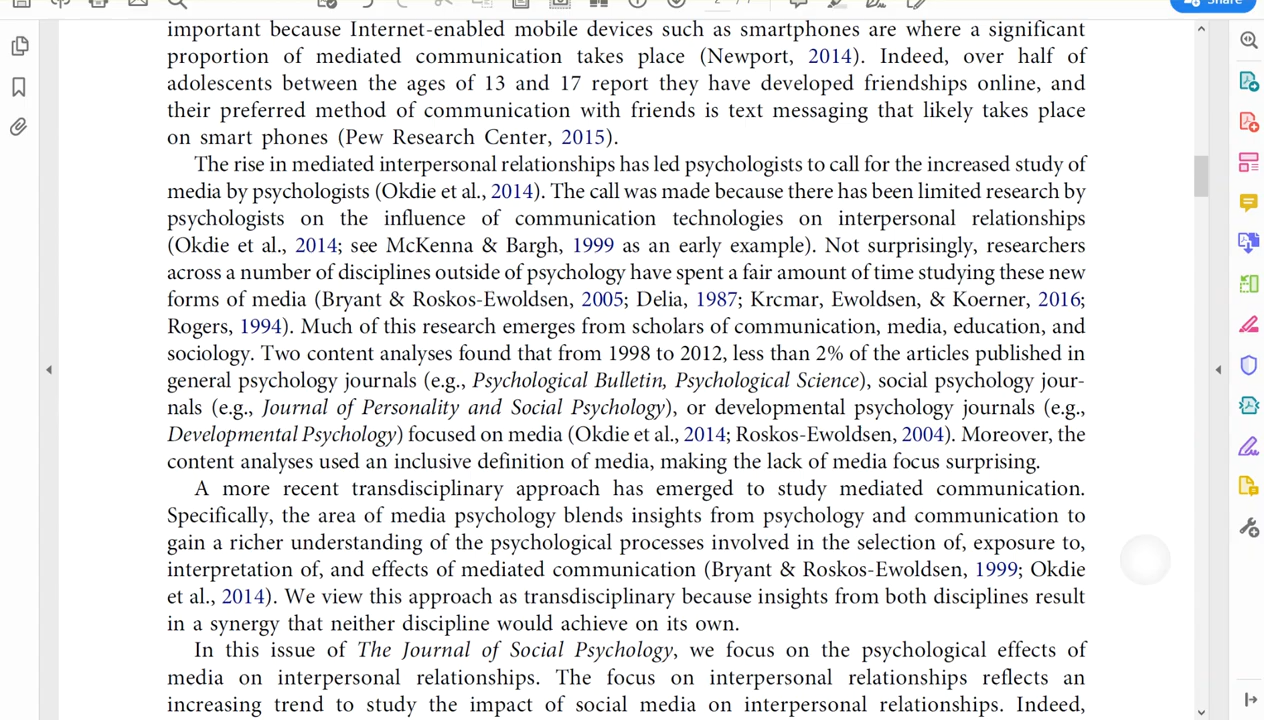 Share
important because Internet-enabled mobile devices such as smartphones are where a significant
proportion of mediated communication takes place (Newport, 2014). Indeed, over half of
adolescents between the ages of 13 and 17 report they have developed friendships online, and
their preferred method of communication with friends is text messaging that likely takes place
on smart phones (Pew Research Center, 2015).
The rise in mediated interpersonal relationships has led psychologists to call for the increased study of
media by psychologists (Okdie et al., 2014). The call was made because there has been limited research by
psychologists on the influence of communication technologies on interpersonal relationships
(Okdie et al., 2014; see McKenna & Bargh, 1999 as an early example). Not surprisingly, researchers
across a number of disciplines outside of psychology have spent a fair amount of time studying these new
forms of media (Bryant & Roskos-Ewoldsen, 2005; Delia, 1987; Krcmar, Ewoldsen, & Koerner, 2016;
Rogers, 1994). Much of this research emerges from scholars of communication, media, education, and
sociology. Two content analyses found that from 1998 to 2012, less than 2% of the articles published in
general psychology journals (e.g., Psychological Bulletin, Psychological Science), social psychology jour-
nals (e.g., Journal of Personality and Social Psychology), or developmental psychology journals (e.g.,
Developmental Psychology) focused on media (Okdie et al., 2014; Roskos-Ewoldsen, 2004). Moreover, the
content analyses used an inclusive definition of media, making the lack of media focus surprising.
A more recent transdisciplinary approach has emerged to study mediated communication.
Specifically, the area of media psychology blends insights from psychology and communication to
gain a richer understanding of the psychological processes involved in the selection of, exposure to,
interpretation of, and effects of mediated communication (Bryant & Roskos-Ewoldsen, 1999; Okdie
et al., 2014). We view this approach as transdisciplinary because insights from both disciplines result
in a synergy that neither discipline would achieve on its own.
In this issue of The Journal of Social Psychology, we focus on the psychological effects of
media on interpersonal relationships. The focus on interpersonal relationships reflects an
increasing trend to study the impact of social media on interpersonal relationships. Indeed,